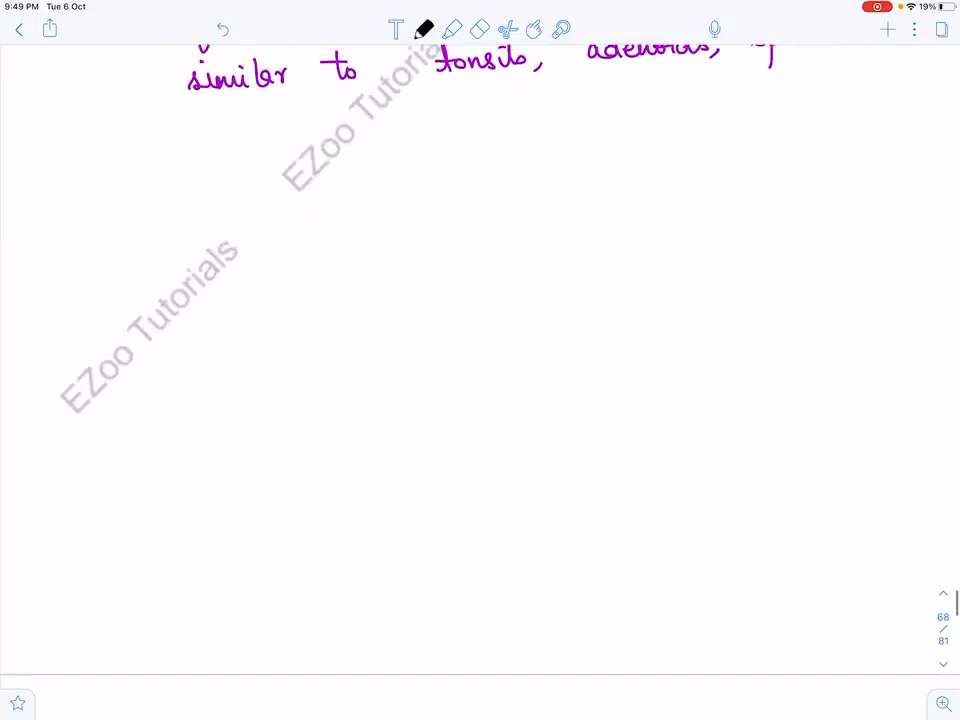 9:49 PM Tue 6 Oct
19%
T
similar to tonsils, adenoids,
EZoo Tutorials
EZoo Tutorials
68
/
81